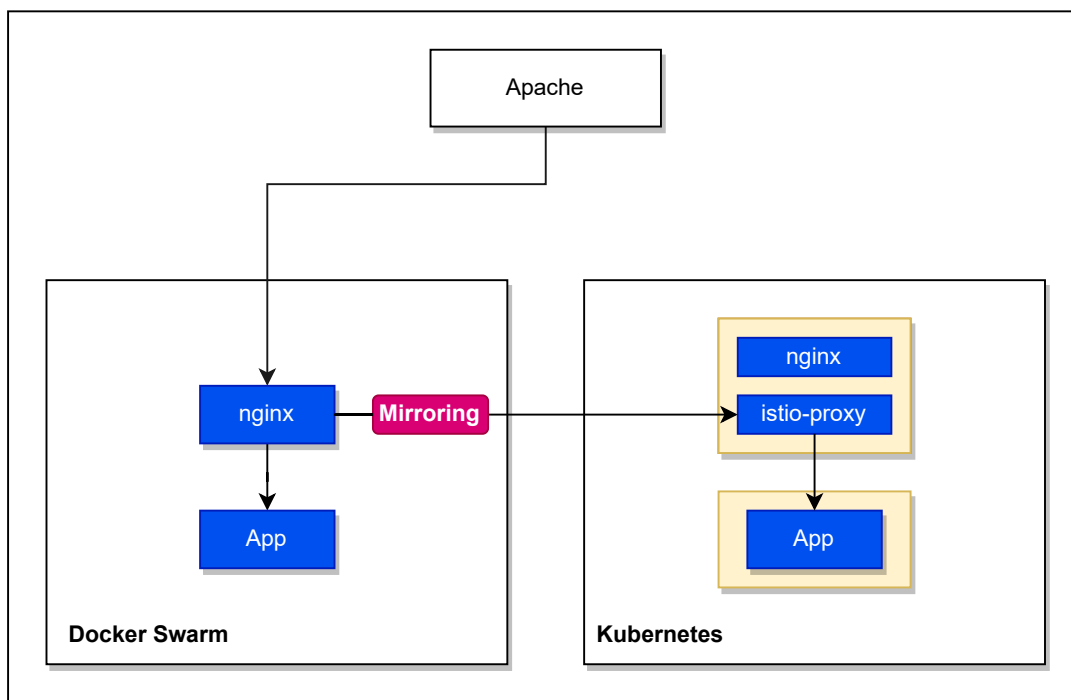 Apache
nginx
Mirroring
App
Docker Swarm
nginx
istio-proxy
App
Kubernetes